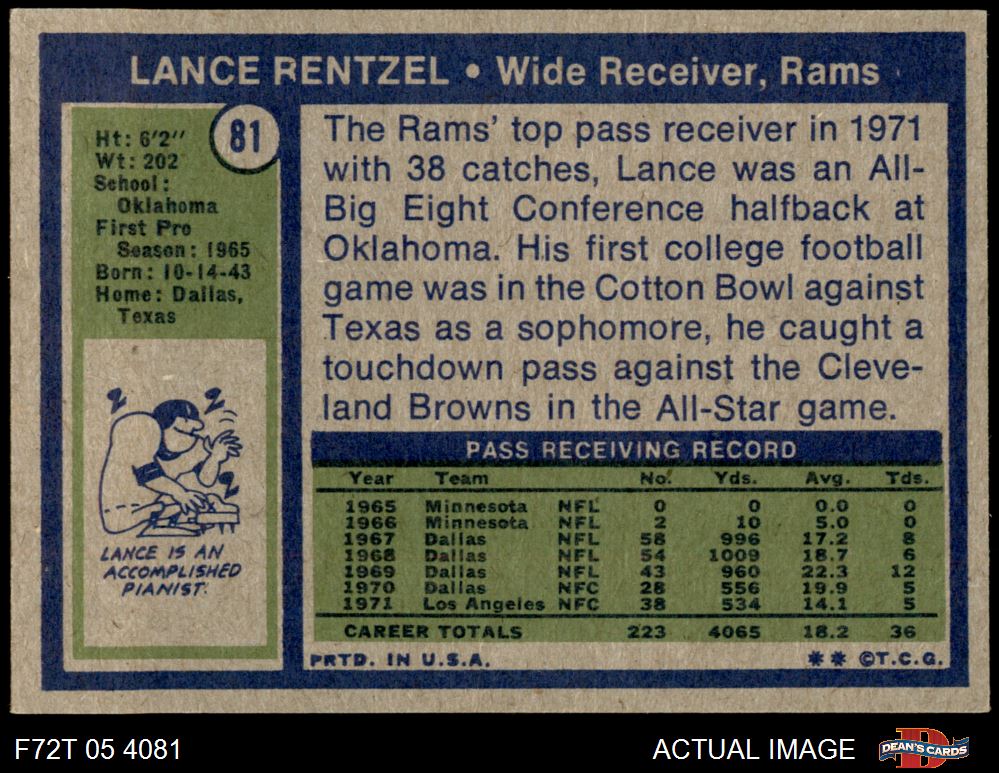 LANCE RENTZEL • Wide Receiver, Rams
81
Ht: 6'2"
Wt: 202
School:
Oklahoma
First Pro
Season: 1965
Born: 10-14-43
Home: Dallas,
Texas
LANCE IS AN
ACCOMPLISHED
PIANIST.
The Rams' top pass receiver in 1971
with 38 catches, Lance was an All-
Big Eight Conference halfback at
Oklahoma. His first college football
game was in the Cotton Bowl against
Texas as a sophomore, he caught a
touchdown pass against the Cleve-
land Browns in the All-Star game.
PASS RECEIVING RECORD
Year Team No. Yds. Avg. Tds.
1965 Minnesota NFL 0 0 0.0 0
1966 Minnesota NFL 2 10 5.0 0
1967 Dallas NFL 58 996 17.2 8
1968 Dallas NFL 54 1009 18.7 6
1969 Dallas NFL 43 960 22.3 12
1970 Dallas NFC 28 556 19.9 5
1971 Los Angeles NFC 38 534 14.1 5
CAREER TOTALS 223 4065 18.2 36
PRTD. IN U.S.A. ** ©T.C.G.
F72T 05 4081 ACTUAL IMAGE DEAN'S CARDS